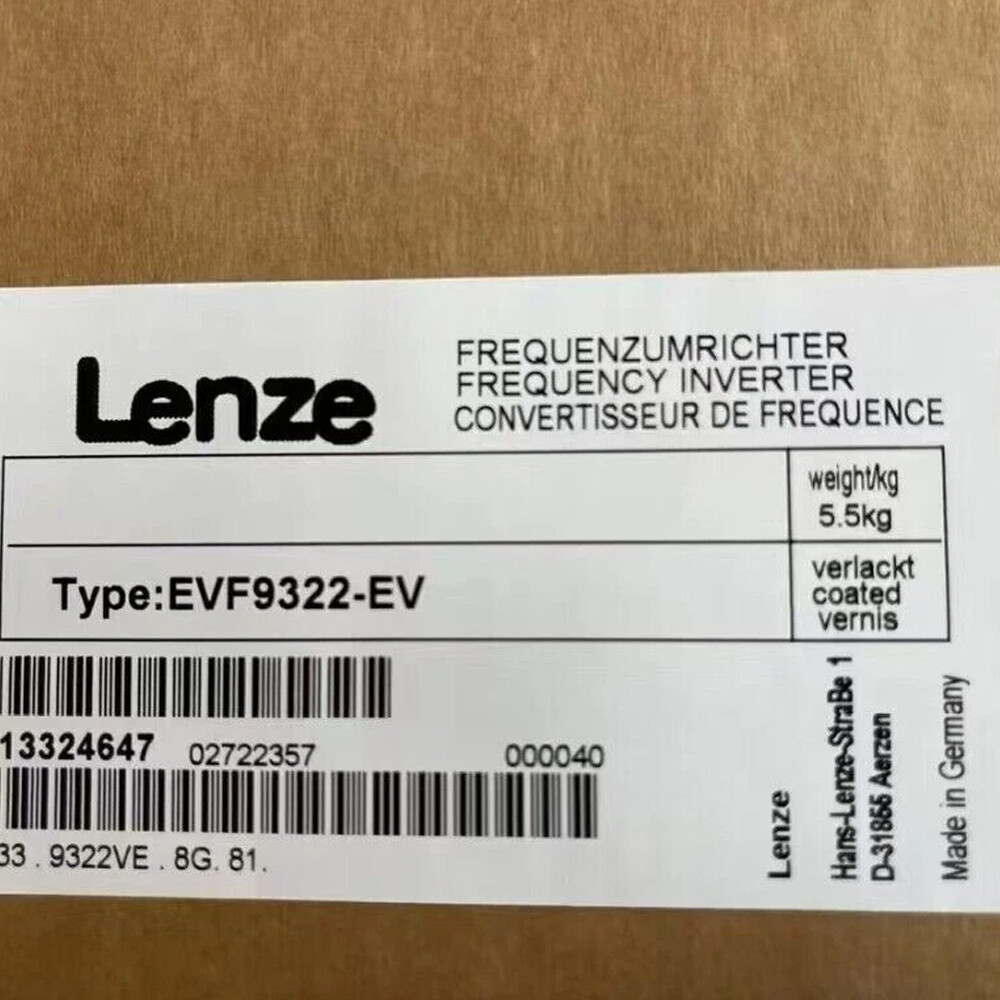 Lenze
FREQUENZUMRICHTER
FREQUENCY INVERTER
CONVERTISSEUR DE FREQUENCE
weight/kg
5.5kg
Type:EVF9322-EV
verlackt
coated
vernis
13324647 02722357 000040
33 . 9322VE . 8G. 81.
Lenze
Hans-Lenze-StraBe 1
D-31855 Aerzen
Made in Germany